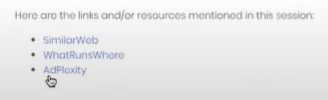 Here are the links and/or resources mentioned in this session:
SimilarWeb
WhatRunsWhere
AdPlexity